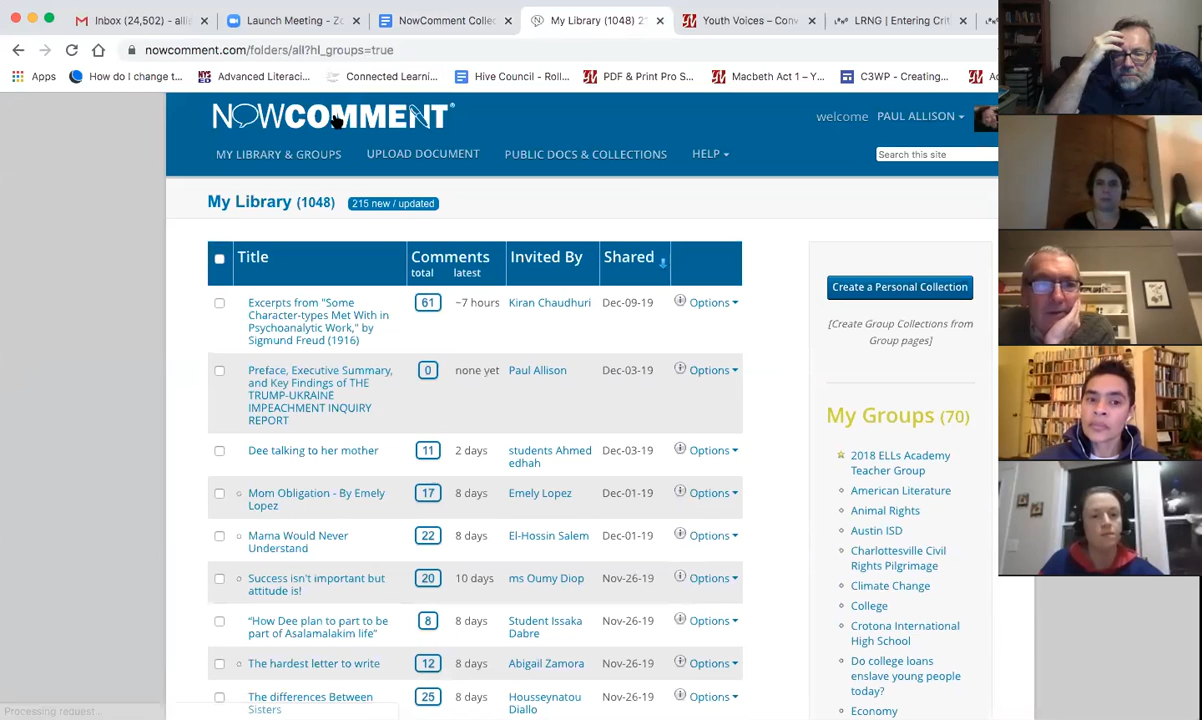 Inbox (24,502) - allie
Launch Meeting - Zo
NowComment Collec
My Library (1048) 2
Youth Voices – Conv
LRNG | Entering Crit
nowcomment.com/folders/all?hl_groups=true
Apps
How do I change t...
Advanced Literaci...
Connected Learni...
Hive Council - Roll...
PDF & Print Pro S...
Macbeth Act 1 – Y...
C3WP - Creating...
NOWCOMMENT
welcome PAUL ALLISON
MY LIBRARY & GROUPS
UPLOAD DOCUMENT
PUBLIC DOCS & COLLECTIONS
HELP
Search this site
My Library (1048) 215 new / updated
Title
Comments
total latest
Invited By
Shared
Excerpts from "Some
Character-types Met With in
Psychoanalytic Work," by
Sigmund Freud (1916)
61 ~7 hours Kiran Chaudhuri Dec-09-19 Options
Preface, Executive Summary,
and Key Findings of THE
TRUMP-UKRAINE
IMPEACHMENT INQUIRY
REPORT
0 none yet Paul Allison Dec-03-19 Options
Dee talking to her mother
11 2 days students Ahmed
edhah
Dec-03-19 Options
Mom Obligation - By Emely
Lopez
17 8 days Emely Lopez Dec-01-19 Options
Mama Would Never
Understand
22 8 days El-Hossin Salem Dec-01-19 Options
Success isn't important but
attitude is!
20 10 days ms Oumy Diop Nov-26-19 Options
“How Dee plan to part to be
part of Asalamalakim life”
8 8 days Student Issaka
Dabre
Nov-26-19 Options
The hardest letter to write
12 8 days Abigail Zamora Nov-26-19 Options
The differences Between
Sisters
25 8 days Housseynatou
Diallo
Nov-26-19 Options
Create a Personal Collection
[Create Group Collections from
Group pages]
My Groups (70)
2018 ELLs Academy
Teacher Group
American Literature
Animal Rights
Austin ISD
Charlottesville Civil
Rights Pilgrimage
Climate Change
College
Crotona International
High School
Do college loans
enslave young people
today?
Economy
Processing request...